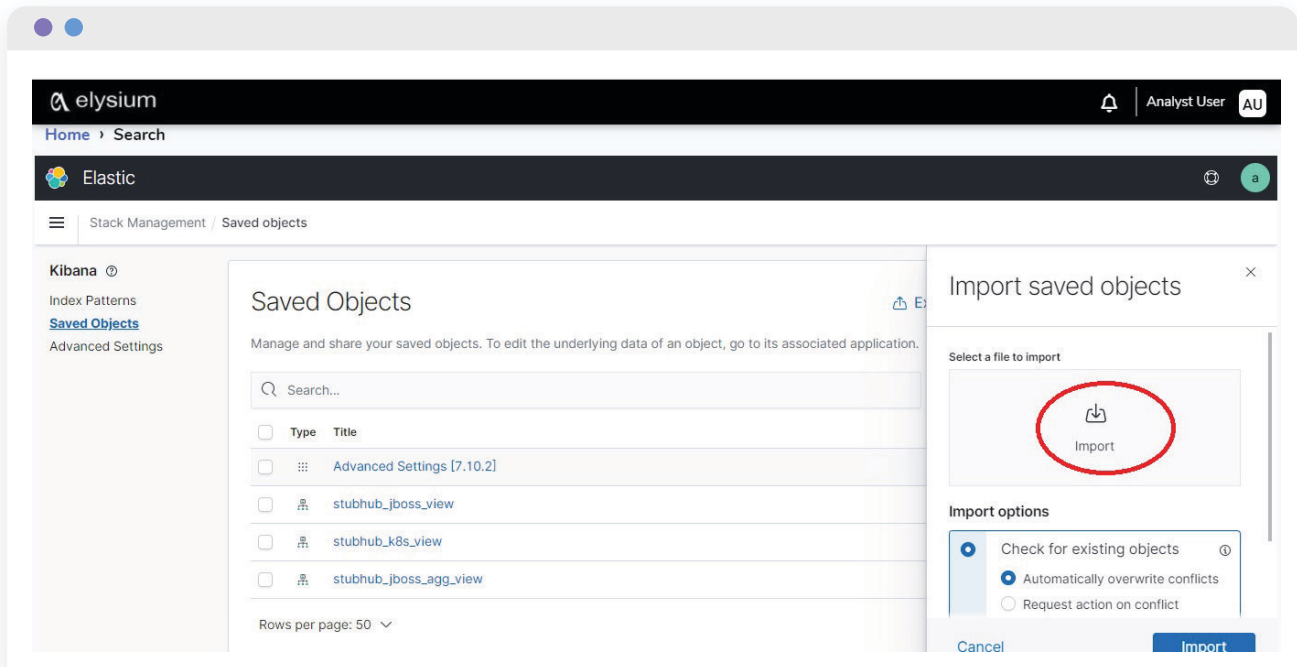 elysium
Analyst User AU
Home › Search
Elastic
a
Stack Management / Saved objects
Kibana
Index Patterns
Saved Objects
Advanced Settings
Saved Objects
Manage and share your saved objects. To edit the underlying data of an object, go to its associated application.
Search...
Type Title
Advanced Settings [7.10.2]
stubhub_jboss_view
stubhub_k8s_view
stubhub_jboss_agg_view
Rows per page: 50
Import saved objects
Select a file to import
Import
Import options
Check for existing objects
Automatically overwrite conflicts
Request action on conflict
Cancel
Import